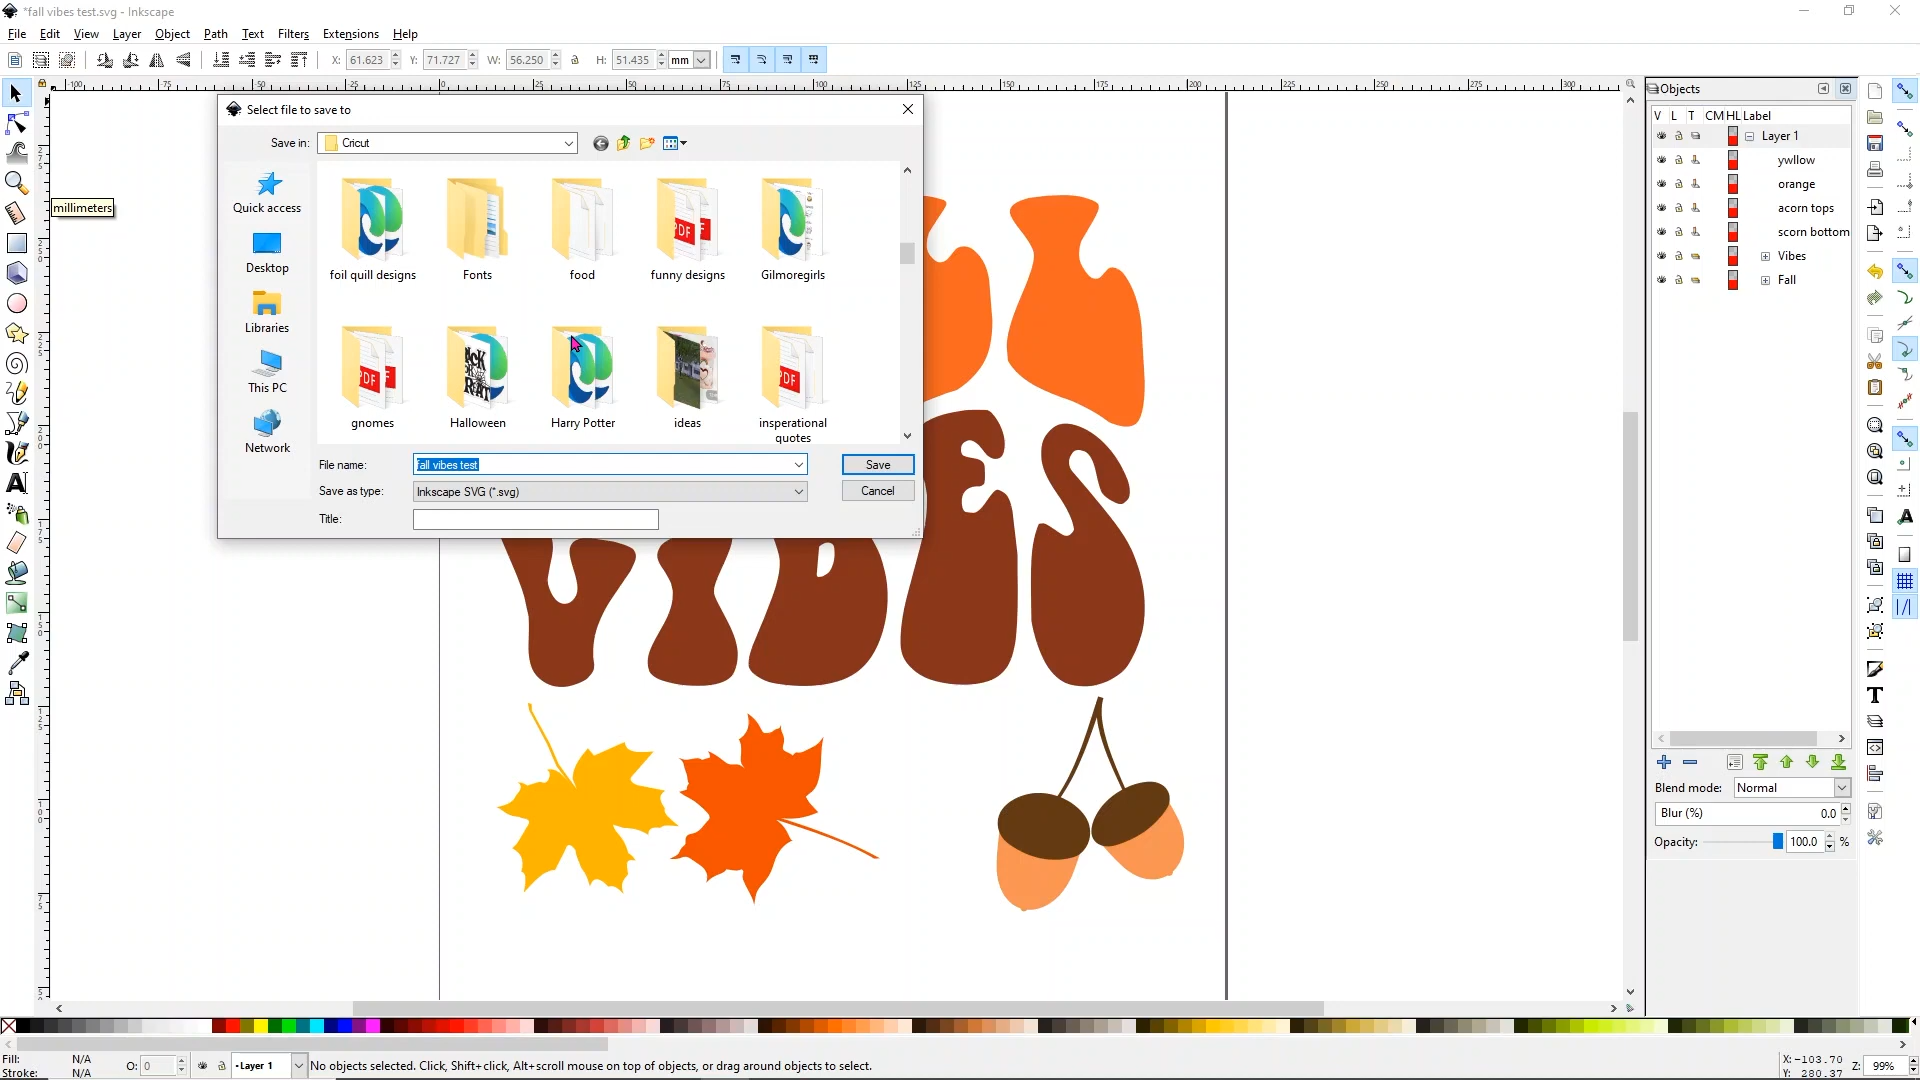 *fall vibes test.svg - Inkscape
File Edit View Layer Object Path Text Filters Extensions Help
X: 61.623 Y: 71.727 W: 56.250 H: 51.435 mm
millimeters
Select file to save to
Save in: Cricut
Quick access
Desktop
Libraries
This PC
Network
foil quill designs Fonts food funny designs Gilmoregirls
gnomes Halloween Harry Potter ideas insperational
quotes
File name: fall vibes test Save
Save as type: Inkscape SVG (*.svg) Cancel
Title:
VIBES
Objects
V L T CM HL Label
Layer 1
ywllow
orange
acorn tops
scorn bottom
Vibes
Fall
Blend mode: Normal
Blur (%) 0.0
Opacity: 100.0 %
Fill: N/A
Stroke: N/A
O: 0
-Layer 1
No objects selected. Click, Shift+click, Alt+scroll mouse on top of objects, or drag around objects to select.
X: -103.70
Y: 280.37
Z: 99%